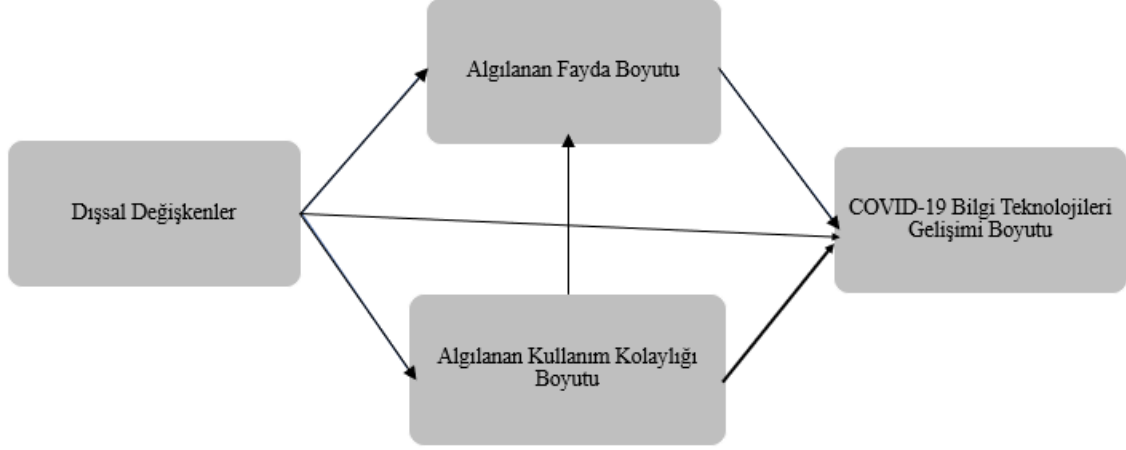 Algılanan Fayda Boyutu
Dışsal Değişkenler
COVID-19 Bilgi Teknolojileri
Gelişimi Boyutu
Algılanan Kullanım Kolaylığı
Boyutu